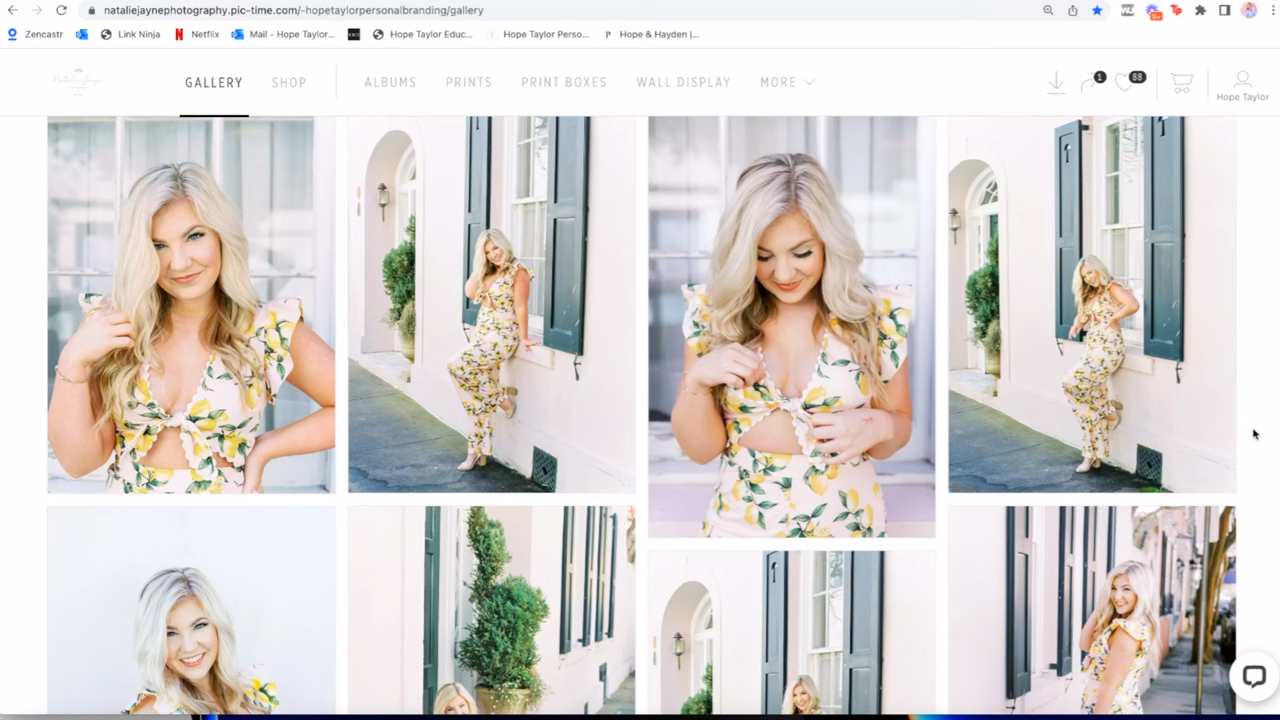 nataliejaynephotography.pic-time.com/-hopetaylorpersonalbranding/gallery
9+
Zencastr
Link Ninja
Netflix
Mail - Hope Taylor...
Hope Taylor Educ...
Hope Taylor Perso...
Hope & Hayden |...
GALLERY
SHOP
ALBUMS
PRINTS
PRINT BOXES
WALL DISPLAY
MORE
1
88
Hope Taylor